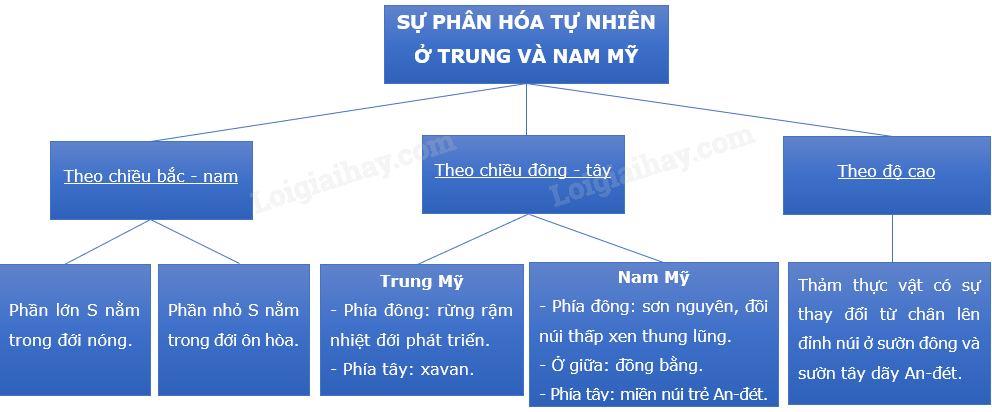 SỰ PHÂN HÓA TỰ NHIÊN
Ở TRUNG VÀ NAM MỸ
Theo chiều bắc - nam
Theo chiều đông - tây
Theo độ cao
Phần lớn S nằm
trong đới nóng.
Phần nhỏ S nằm
trong đới ôn hòa.
Trung Mỹ
- Phía đông: rừng rậm
nhiệt đới phát triển.
- Phía tây: xavan.
Nam Mỹ
- Phía đông: sơn nguyên, đồi
núi thấp xen thung lũng.
- Ở giữa: đồng bằng.
- Phía tây: miền núi trẻ An-đét.
Thảm thực vật có sự
thay đổi từ chân lên
đỉnh núi ở sườn đông và
sườn tây dãy An-đét.
Loigiaihay.com
Loigiaihay.com